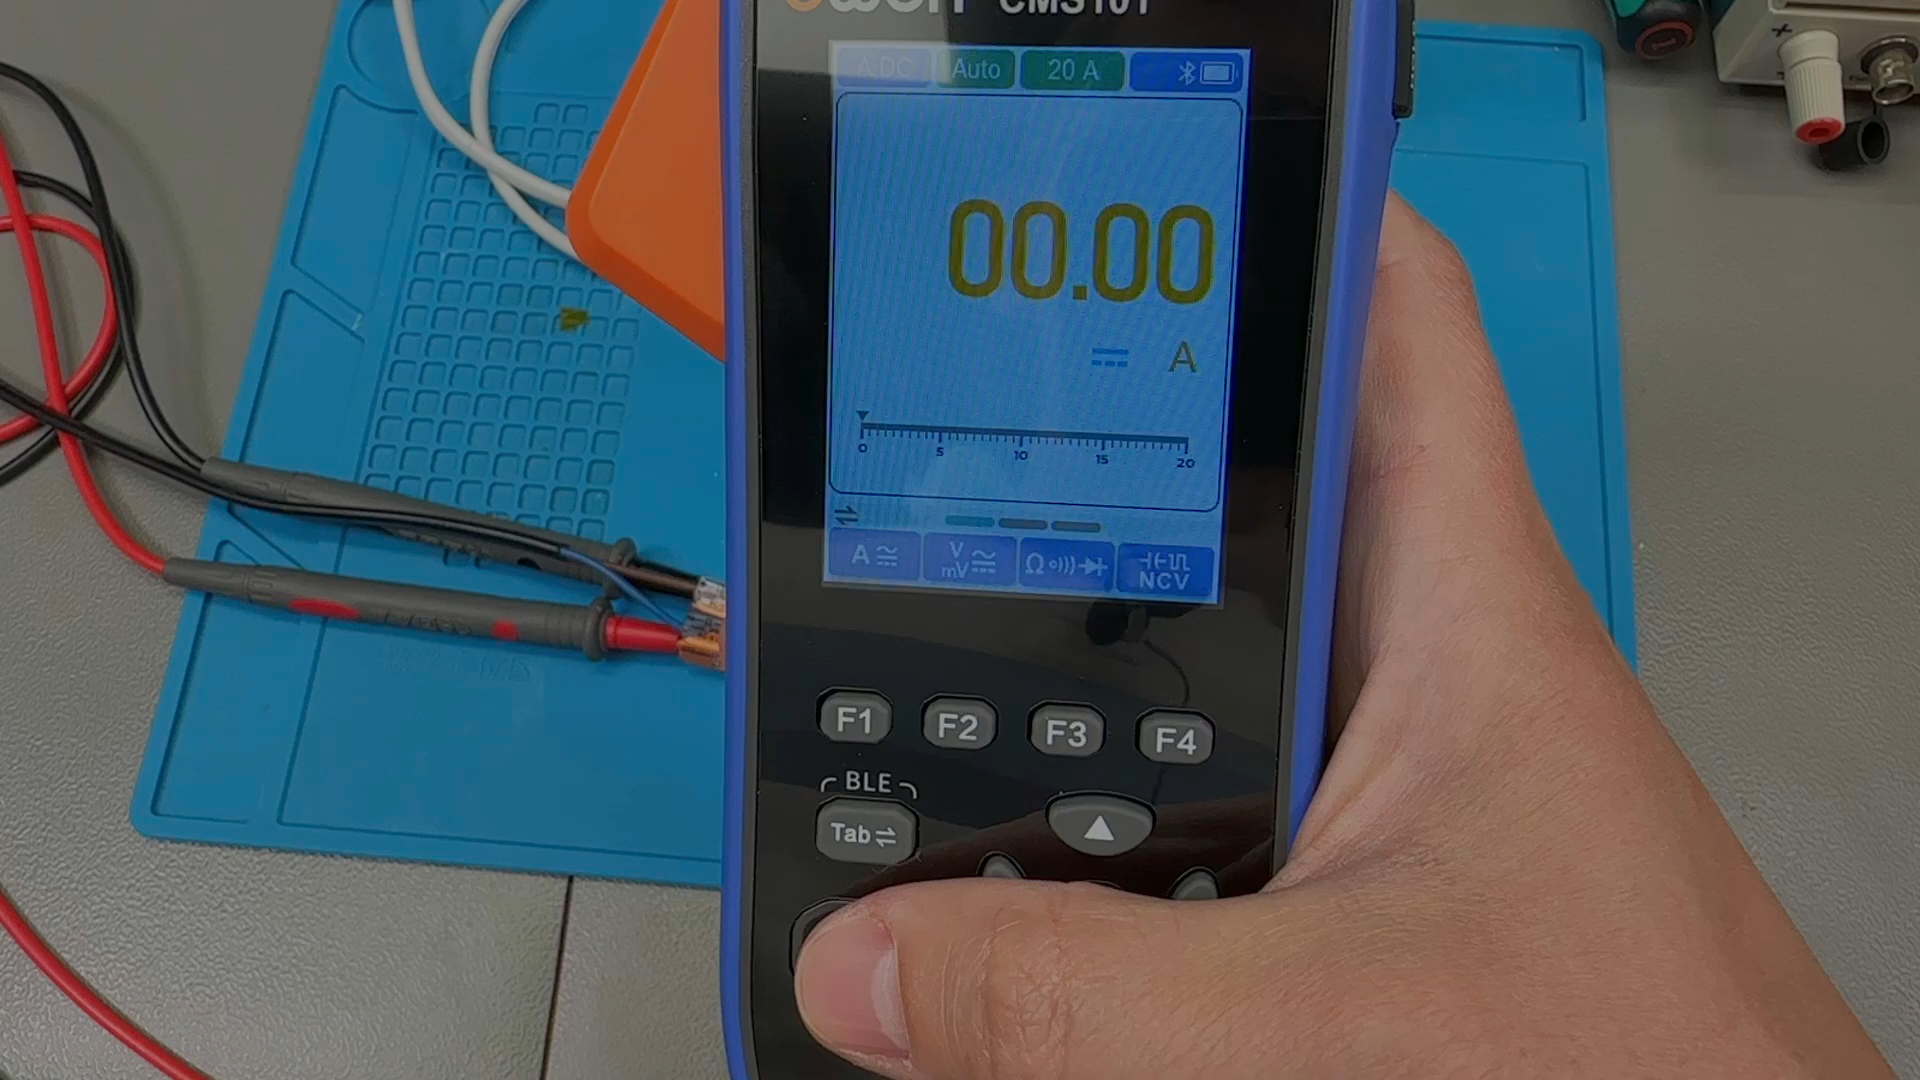 owon CMS101
A DC Auto 20 A
00.00
A
0 5 10 15 20
A V mV Ω NCV
F1 F2 F3 F4
BLE
Tab